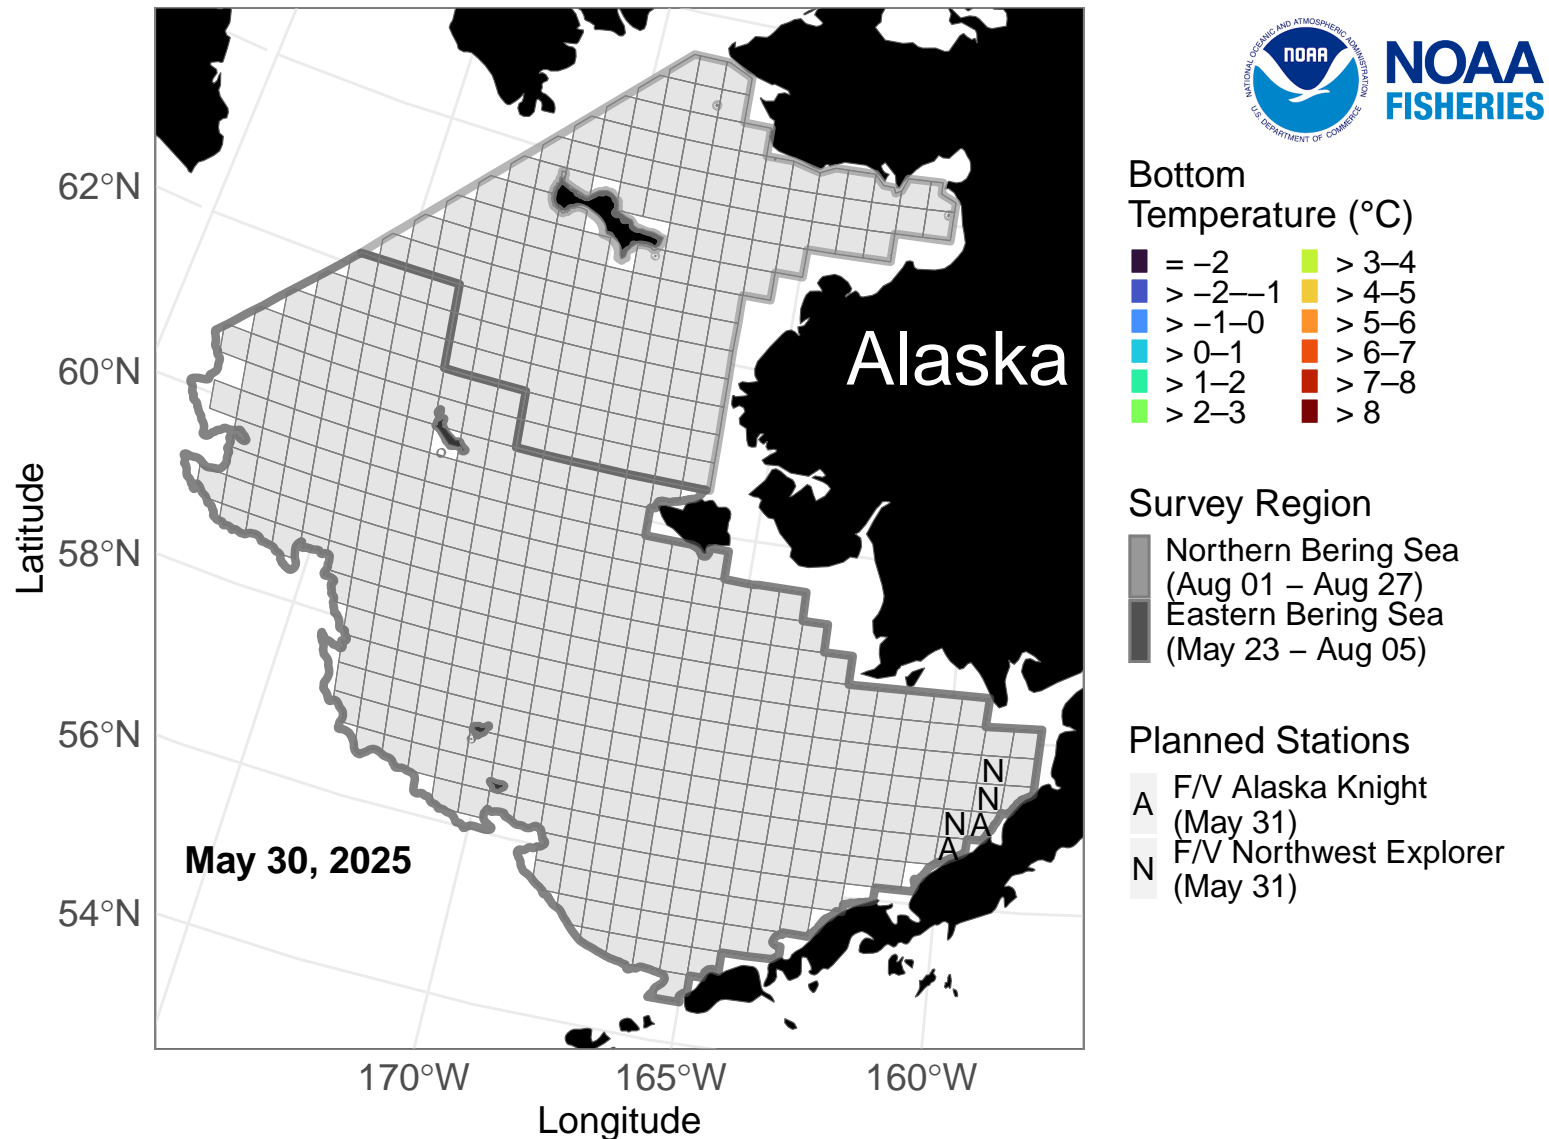 NATIONAL OCEANIC AND ATMOSPHERIC ADMINISTRATION
U.S. DEPARTMENT OF COMMERCE
NOAA
NOAA
FISHERIES
Bottom
Temperature (°C)
= −2
> −2−−1
> −1−0
> 0−1
> 1−2
> 2−3
> 3−4
> 4−5
> 5−6
> 6−7
> 7−8
> 8
Survey Region
Northern Bering Sea
(Aug 01 − Aug 27)
Eastern Bering Sea
(May 23 − Aug 05)
Planned Stations
A F/V Alaska Knight
(May 31)
N F/V Northwest Explorer
(May 31)
Alaska
N
N
N A
A
May 30, 2025
Latitude
62°N
60°N
58°N
56°N
54°N
170°W 165°W 160°W
Longitude